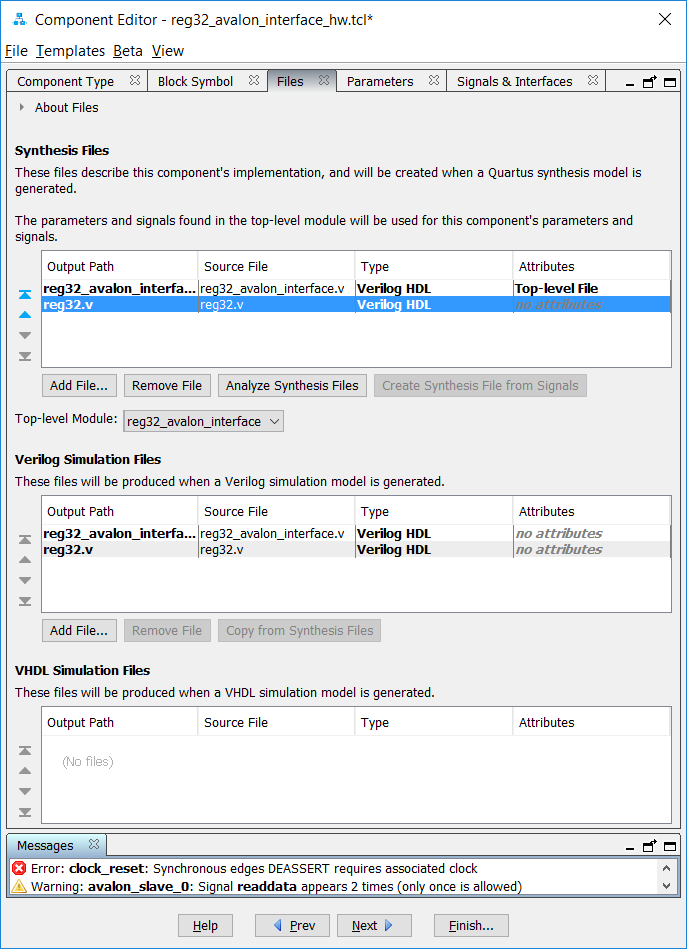 Component Editor - reg32_avalon_interface_hw.tcl*
File Templates Beta View
Component Type Block Symbol Files Parameters Signals & Interfaces
About Files
Synthesis Files
These files describe this component's implementation, and will be created when a Quartus synthesis model is
generated.
The parameters and signals found in the top-level module will be used for this component's parameters and
signals.
Output Path Source File Type Attributes
reg32_avalon_interfa... reg32_avalon_interface.v Verilog HDL Top-level File
reg32.v reg32.v Verilog HDL no attributes
Add File... Remove File Analyze Synthesis Files Create Synthesis File from Signals
Top-level Module: reg32_avalon_interface
Verilog Simulation Files
These files will be produced when a Verilog simulation model is generated.
Output Path Source File Type Attributes
reg32_avalon_interfa... reg32_avalon_interface.v Verilog HDL no attributes
reg32.v reg32.v Verilog HDL no attributes
Add File... Remove File Copy from Synthesis Files
VHDL Simulation Files
These files will be produced when a VHDL simulation model is generated.
Output Path Source File Type Attributes
(No files)
Messages
Error: clock_reset: Synchronous edges DEASSERT requires associated clock
Warning: avalon_slave_0: Signal readdata appears 2 times (only once is allowed)
Help Prev Next Finish...